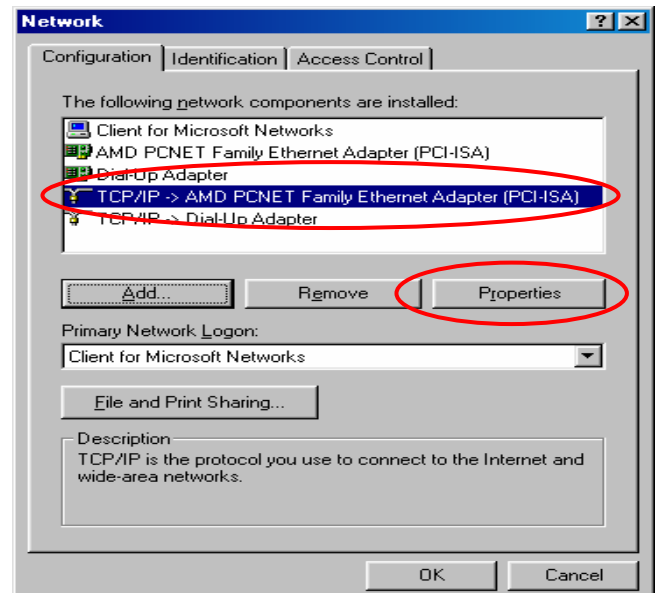 Network
Configuration Identification Access Control
The following network components are installed:
Client for Microsoft Networks
AMD PCNET Family Ethernet Adapter (PCI-ISA)
Dial-Up Adapter
TCP/IP -> AMD PCNET Family Ethernet Adapter (PCI-ISA)
TCP/IP -> Dial-Up Adapter
Add... Remove Properties
Primary Network Logon:
Client for Microsoft Networks
File and Print Sharing...
Description
TCP/IP is the protocol you use to connect to the Internet and
wide-area networks.
OK Cancel